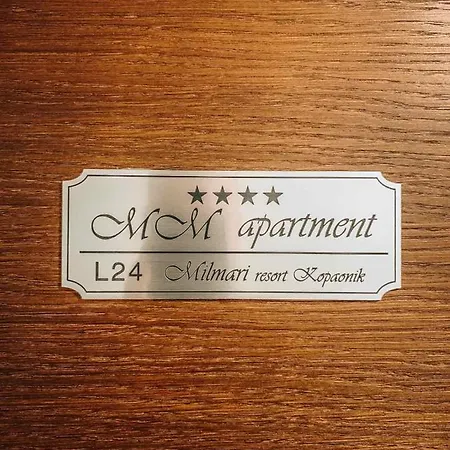 ★★★★
MM apartment
L24 Milmari resort Kopaonik